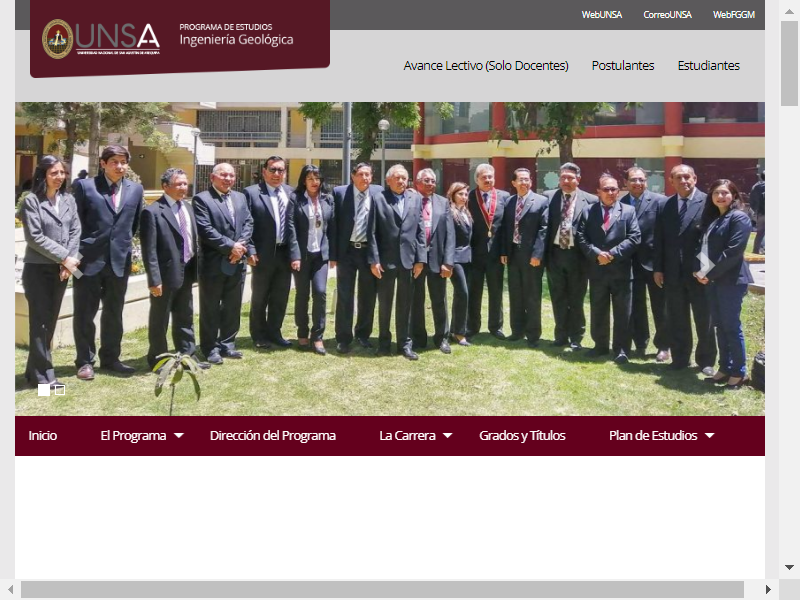 WebUNSA CorreoUNSA WebFGGM
UNSA
UNIVERSIDAD NACIONAL DE SAN AGUSTIN DE AREQUIPA
PROGRAMA DE ESTUDIOS
Ingeniería Geológica
Avance Lectivo (Solo Docentes) Postulantes Estudiantes
Inicio El Programa Dirección del Programa La Carrera Grados y Títulos Plan de Estudios